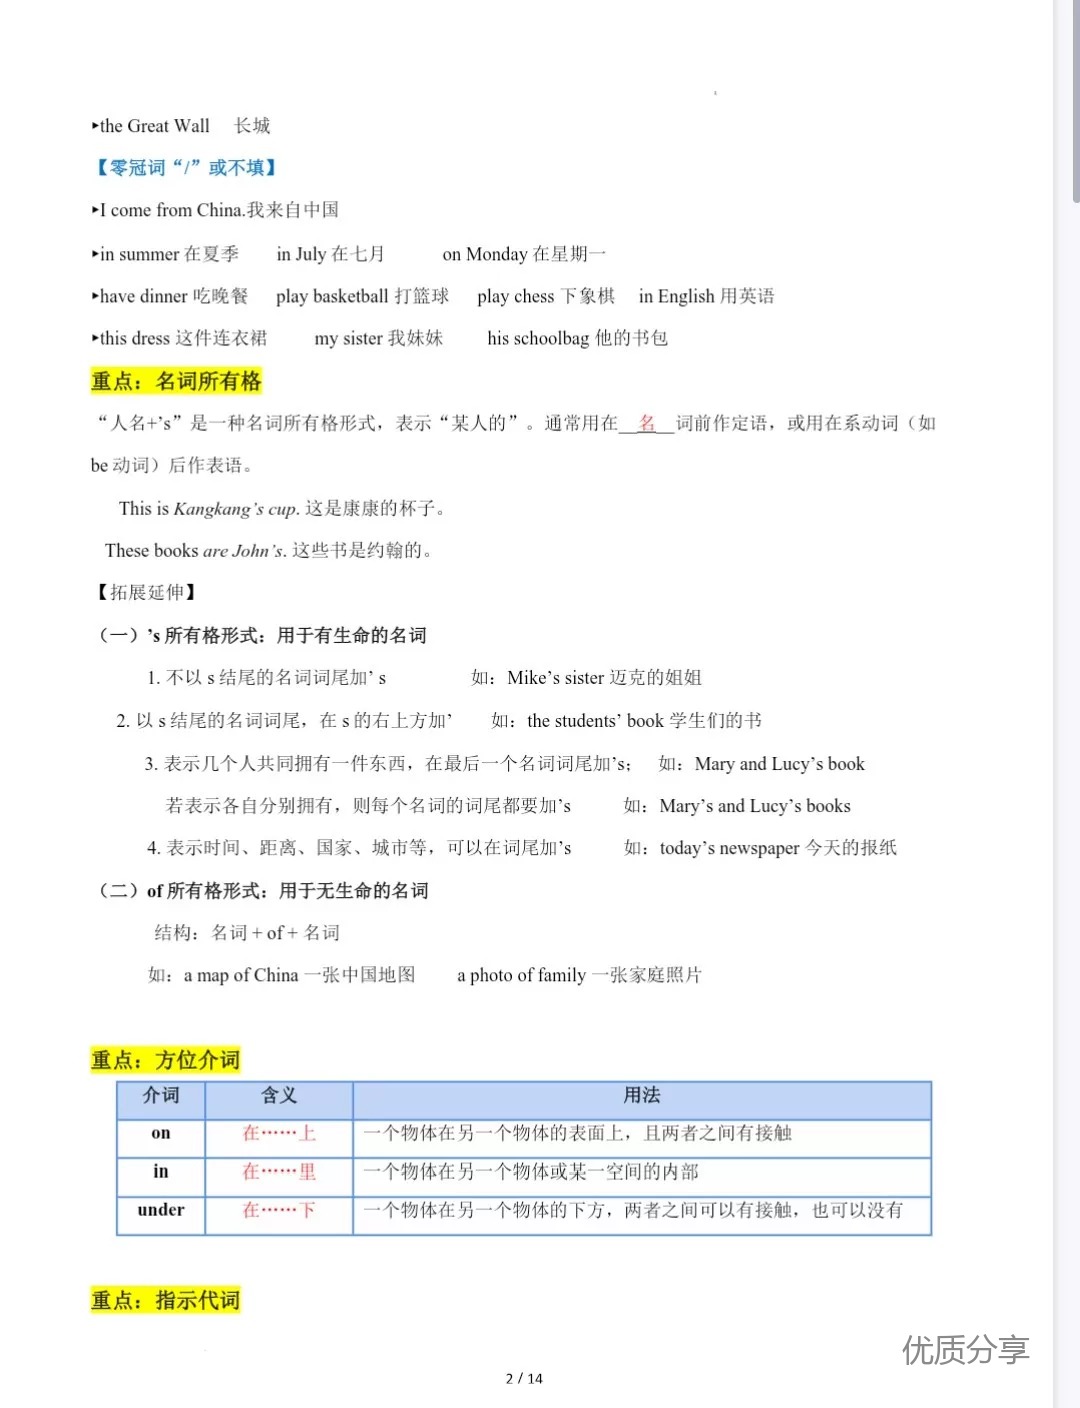 ▸the Great Wall 长城
【零冠词“/”或不填】
▸I come from China.我来自中国
▸in summer 在夏季 in July 在七月 on Monday 在星期一
▸have dinner 吃晚餐 play basketball 打篮球 play chess 下象棋 in English 用英语
▸this dress 这件连衣裙 my sister 我妹妹 his schoolbag 他的书包
重点：名词所有格
“人名+’s”是一种名词所有格形式，表示“某人的”。通常用在__名__词前作定语，或用在系动词（如
be 动词）后作表语。
This is Kangkang’s cup. 这是康康的杯子。
These books are John’s. 这些书是约翰的。
【拓展延伸】
（一）’s 所有格形式：用于有生命的名词
1. 不以 s 结尾的名词词尾加’ s 如：Mike’s sister 迈克的姐姐
2. 以 s 结尾的名词词尾，在 s 的右上方加’ 如：the students’ book 学生们的书
3. 表示几个人共同拥有一件东西，在最后一个名词词尾加’s； 如：Mary and Lucy’s book
若表示各自分别拥有，则每个名词的词尾都要加’s 如：Mary’s and Lucy’s books
4. 表示时间、距离、国家、城市等，可以在词尾加’s 如：today’s newspaper 今天的报纸
（二）of 所有格形式：用于无生命的名词
结构：名词 + of + 名词
如：a map of China 一张中国地图 a photo of family 一张家庭照片
重点：方位介词
介词 含义 用法
on 在……上 一个物体在另一个物体的表面上，且两者之间有接触
in 在……里 一个物体在另一个物体或某一空间的内部
under 在……下 一个物体在另一个物体的下方，两者之间可以有接触，也可以没有
重点：指示代词
优质分享
2 / 14